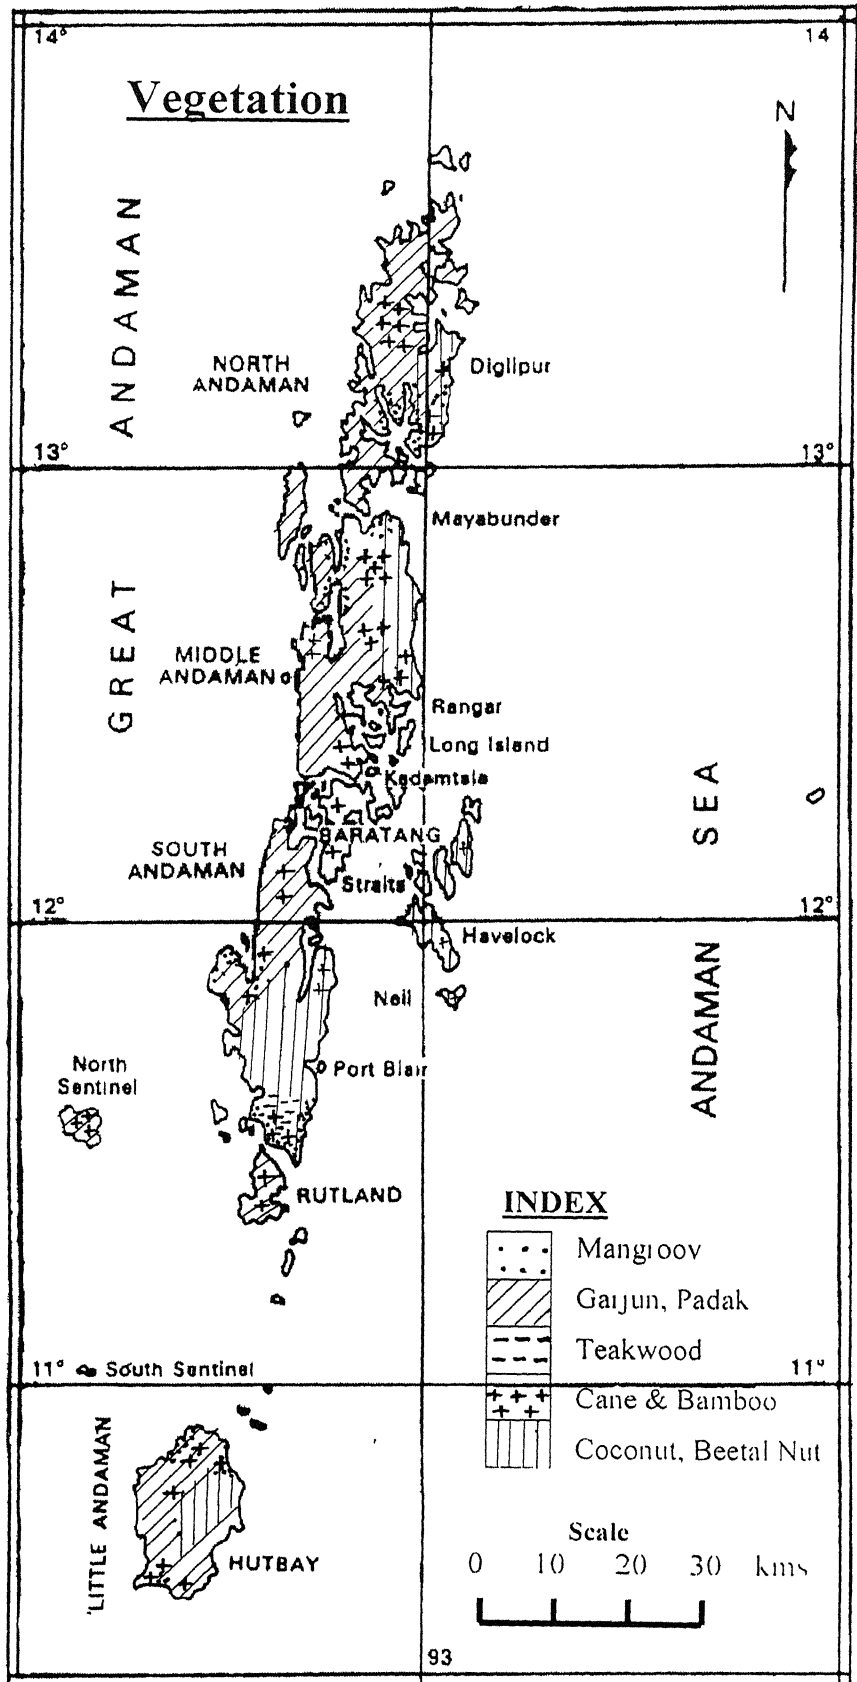 14°
14
Vegetation
N
GREAT ANDAMAN
NORTH
ANDAMAN
Diglipur
13°
13°
Mayabunder
MIDDLE
ANDAMAN
Rangar
Long Island
Kadamtala
BARATANG
SOUTH
ANDAMAN
Straits
12°
12°
Havelock
Neil
ANDAMAN SEA
Port Blair
North
Sentinel
RUTLAND
INDEX
Mangroov
Garjun, Padak
Teakwood
Cane & Bamboo
Coconut, Beetal Nut
11°
South Sentinel
11°
LITTLE ANDAMAN
HUTBAY
Scale
0 10 20 30 kms
93